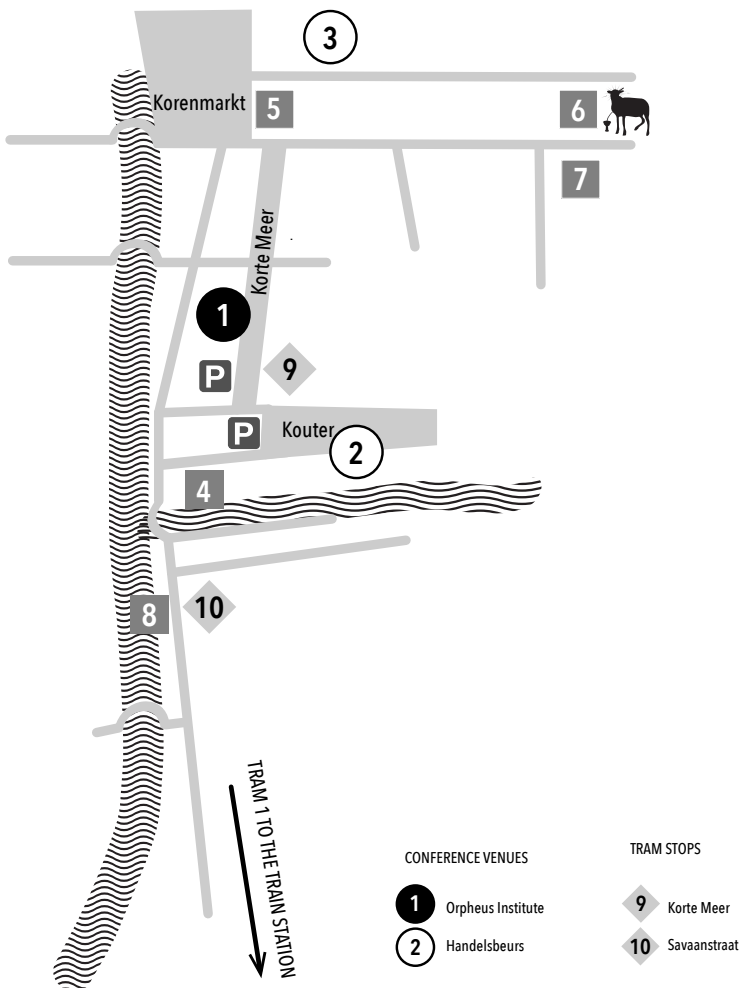 3
Korenmarkt
5
6
7
Korte Meer
1
P
9
P
Kouter
2
4
8
10
TRAM 1 TO THE TRAIN STATION
CONFERENCE VENUES
1 Orpheus Institute
2 Handelsbeurs
TRAM STOPS
9 Korte Meer
10 Savaanstraat